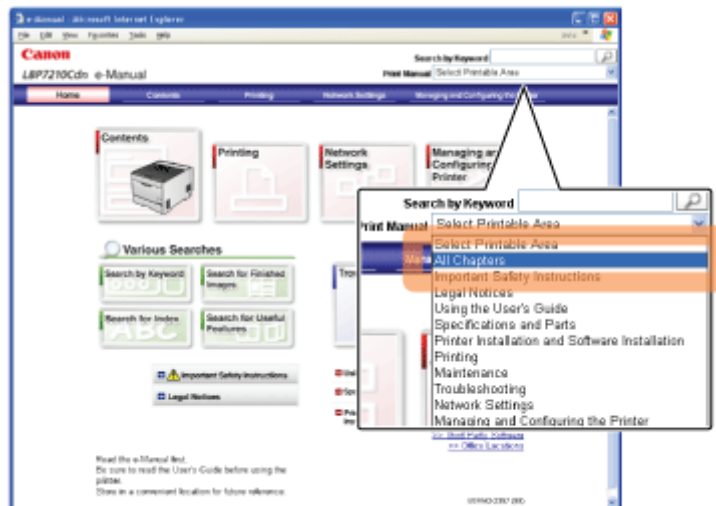 e-Manual - Microsoft Internet Explorer
File Edit View Favorites Tools Help
Canon
LBP7210Cdn e-Manual
Search by Keyword
Print Manual Select Printable Area
Home Contents Printing Network Settings Managing and Configuring the
Contents
Printing
Network Settings
Managing an
Configuring
Printer
Various Searches
Search by Keyword
Search for Finished Images
Search for Index
Search for Useful Features
Important Safety Instructions
Legal Notices
Search by Keyword
Print Manual Select Printable Area
Select Printable Area
All Chapters
Important Safety Instructions
Legal Notices
Using the User's Guide
Specifications and Parts
Printer Installation and Software Installation
Printing
Maintenance
Troubleshooting
Network Settings
Managing and Configuring the Printer
>> Third Party Software
>> Office Locations
Read the e-Manual first.
Be sure to read the User's Guide before using the
printer.
Store in a convenient location for future reference.